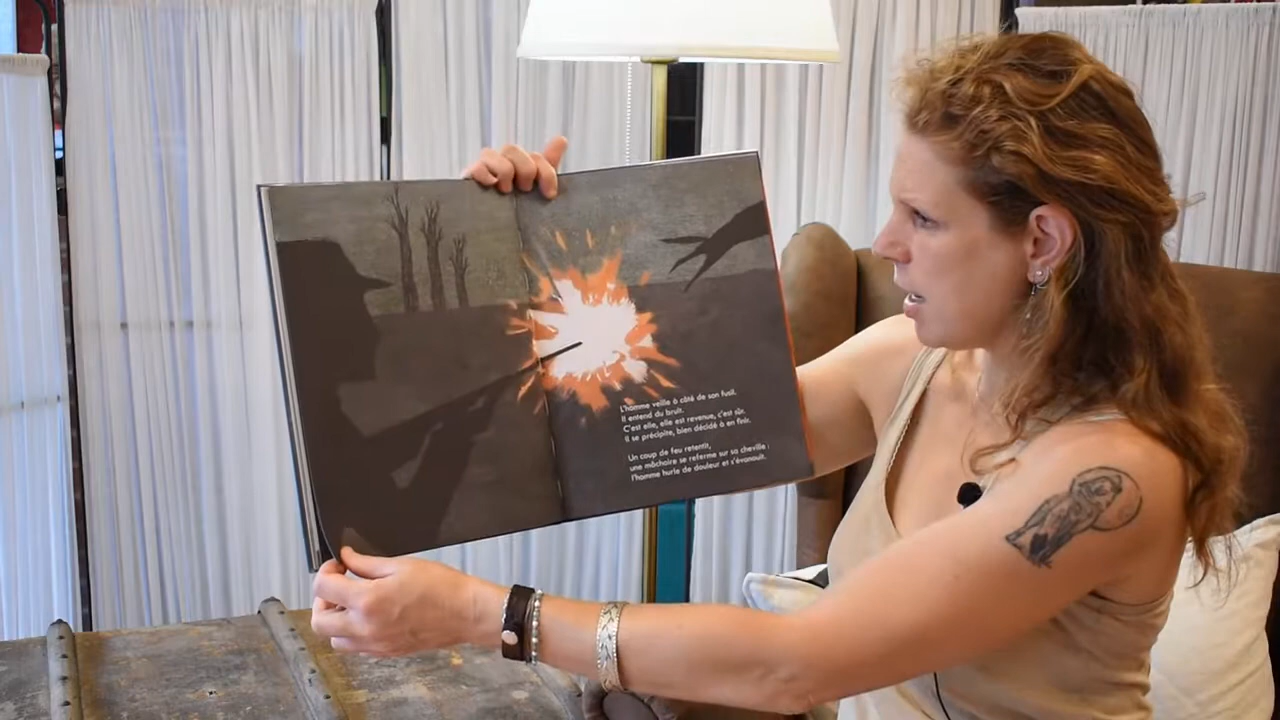 L'homme veille à côté de son fusil.
Il entend du bruit.
C'est elle, elle est revenue, c'est sûr.
Il se précipite, bien décidé à en finir.
Un coup de feu retentit,
une mâchoire se referme sur sa cheville :
l'homme hurle de douleur et s'évanouit.